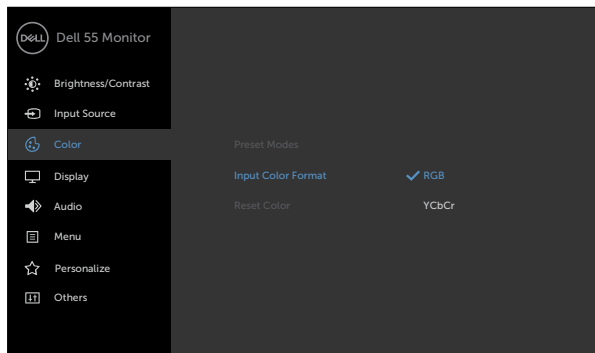 DELL Dell 55 Monitor
Brightness/Contrast
Input Source
Color
Preset Modes
Display
Input Color Format
RGB
Audio
Reset Color
YCbCr
Menu
Personalize
Others